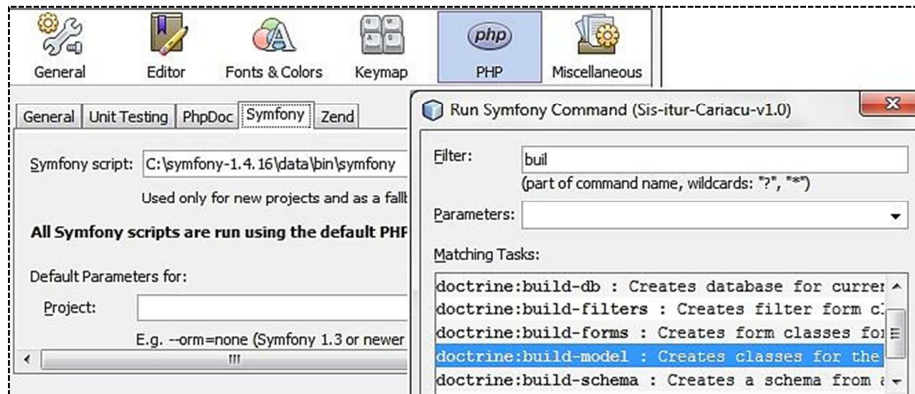 General Editor Fonts & Colors Keymap php PHP Miscellaneous
General Unit Testing PhpDoc Symfony Zend
Symfony script: C:\symfony-1.4.16\data\bin\symfony
Used only for new projects and as a fall
All Symfony scripts are run using the default PHP
Default Parameters for:
Project:
E.g. --orm=none (Symfony 1.3 or newer
Run Symfony Command (Sis-itur-Cariacu-v1.0)
Filter: buil
(part of command name, wildcards: "?", "*")
Parameters:
Matching Tasks:
doctrine:build-db : Creates database for curren
doctrine:build-filters : Creates filter form cl
doctrine:build-forms : Creates form classes for
doctrine:build-model : Creates classes for the
doctrine:build-schema : Creates a schema from a